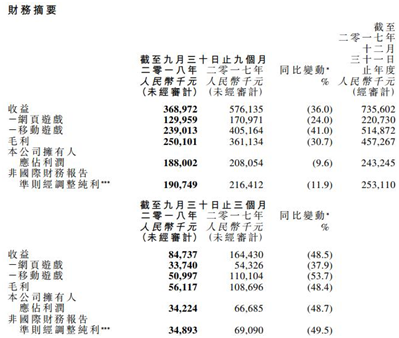 財務摘要
截至
二零一七年
十二月
截至九月三十日止九個月 三十一日
二零一八年 二零一七年 同比變動* 止年度
人民幣千元 人民幣千元 人民幣千元
(未經審計) (未經審計) % (經審計)
收益 368,972 576,135 (36.0) 735,602
－網頁遊戲 129,959 170,971 (24.0) 220,730
－移動遊戲 239,013 405,164 (41.0) 514,872
毛利 250,101 361,134 (30.7) 457,267
本公司擁有人
應佔利潤 188,002 208,054 (9.6) 243,245
非國際財務報告
準則經調整純利*** 190,749 216,412 (11.9) 253,110
截至九月三十日止三個月
二零一八年 二零一七年 同比變動*
人民幣千元 人民幣千元 %
(未經審計) (未經審計)
收益 84,737 164,430 (48.5)
－網頁遊戲 33,740 54,326 (37.9)
－移動遊戲 50,997 110,104 (53.7)
毛利 56,117 108,696 (48.4)
本公司擁有人
應佔利潤 34,224 66,685 (48.7)
非國際財務報告
準則經調整純利*** 34,893 69,090 (49.5)